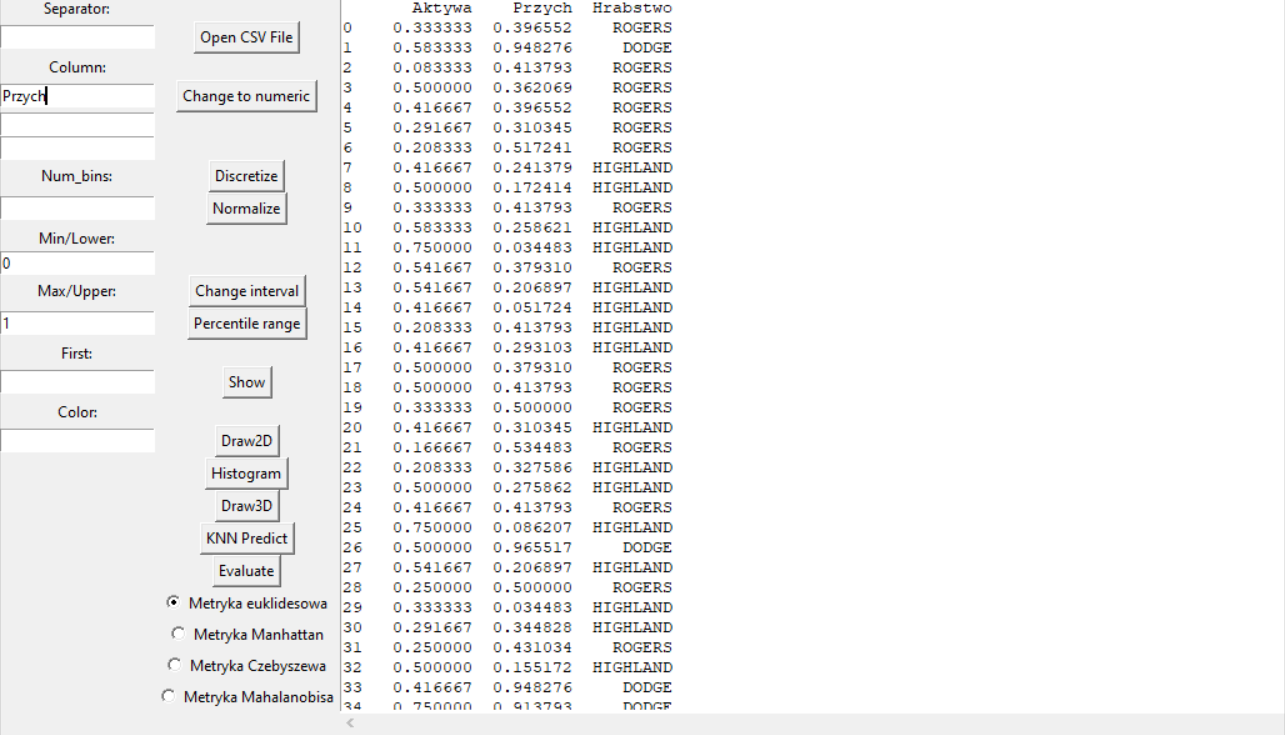 Separator:
Open CSV File
Column:
Przych
Change to numeric
Num_bins:
Discretize
Normalize
Min/Lower:
0
Max/Upper:
Change interval
1
Percentile range
First:
Show
Color:
Draw2D
Histogram
Draw3D
KNN Predict
Evaluate
Metryka euklidesowa
Metryka Manhattan
Metryka Czebyszewa
Metryka Mahalanobisa
Aktywa Przych Hrabstwo
0 0.333333 0.396552 ROGERS
1 0.583333 0.948276 DODGE
2 0.083333 0.413793 ROGERS
3 0.500000 0.362069 ROGERS
4 0.416667 0.396552 ROGERS
5 0.291667 0.310345 ROGERS
6 0.208333 0.517241 ROGERS
7 0.416667 0.241379 HIGHLAND
8 0.500000 0.172414 HIGHLAND
9 0.333333 0.413793 ROGERS
10 0.583333 0.258621 HIGHLAND
11 0.750000 0.034483 HIGHLAND
12 0.541667 0.379310 ROGERS
13 0.541667 0.206897 HIGHLAND
14 0.416667 0.051724 HIGHLAND
15 0.208333 0.413793 HIGHLAND
16 0.416667 0.293103 HIGHLAND
17 0.500000 0.379310 ROGERS
18 0.500000 0.413793 ROGERS
19 0.333333 0.500000 ROGERS
20 0.416667 0.310345 HIGHLAND
21 0.166667 0.534483 ROGERS
22 0.208333 0.327586 HIGHLAND
23 0.500000 0.275862 HIGHLAND
24 0.416667 0.413793 ROGERS
25 0.750000 0.086207 HIGHLAND
26 0.500000 0.965517 DODGE
27 0.541667 0.206897 HIGHLAND
28 0.250000 0.500000 ROGERS
29 0.333333 0.034483 HIGHLAND
30 0.291667 0.344828 HIGHLAND
31 0.250000 0.431034 ROGERS
32 0.500000 0.155172 HIGHLAND
33 0.416667 0.948276 DODGE
34 0.750000 0.913793 DODGE